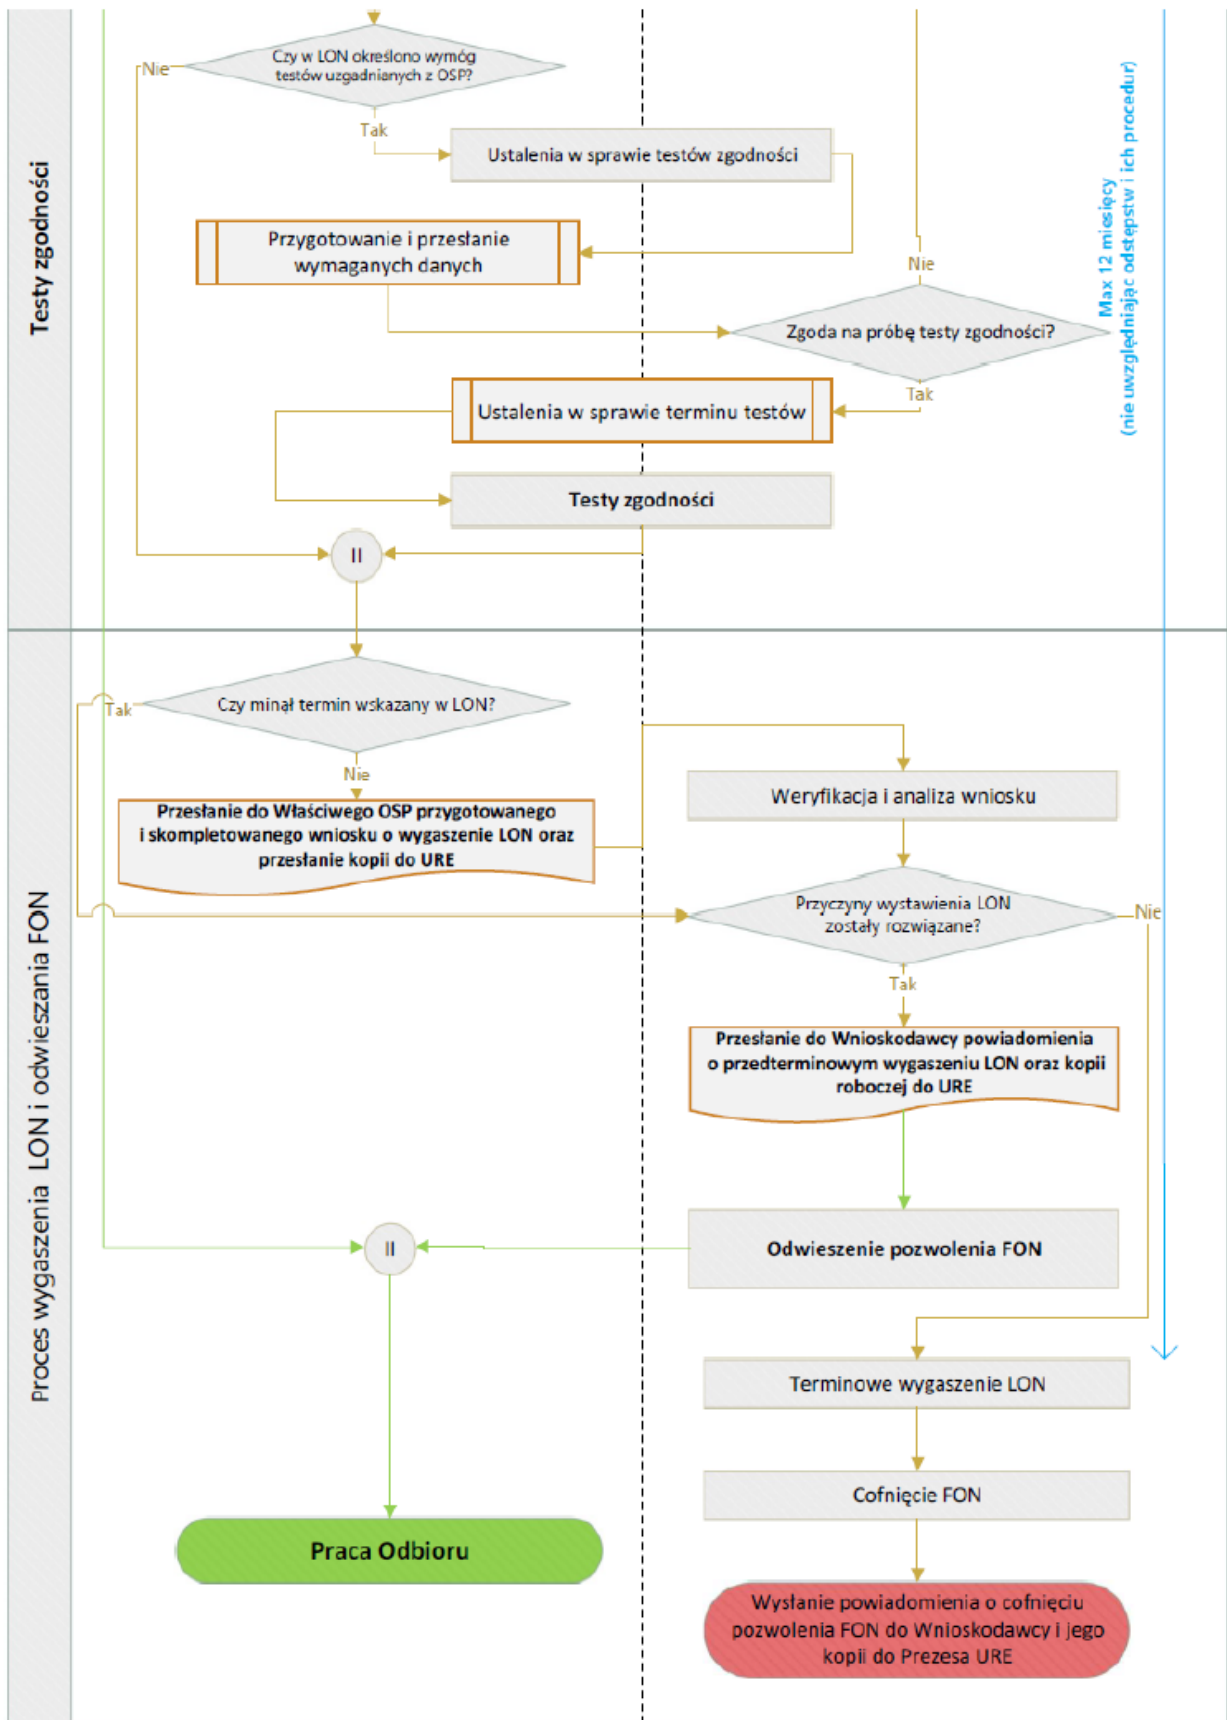 Testy zgodności
Czy w LON określono wymóg
testów uzgadnianych z OSP?
Nie
Tak
Ustalenia w sprawie testów zgodności
Przygotowanie i przesłanie
wymaganych danych
Nie
Zgoda na próbę testy zgodności?
Tak
Ustalenia w sprawie terminu testów
Testy zgodności
II
Max 12 miesięcy
(nie uwzględniając odstępstw i ich procedur)
Proces wygaszenia LON i odwieszania FON
Czy minął termin wskazany w LON?
Tak
Nie
Przesłanie do Właściwego OSP przygotowanego
i skompletowanego wniosku o wygaszenie LON oraz
przesłanie kopii do URE
Weryfikacja i analiza wniosku
Przyczyny wystawienia LON
zostały rozwiązane?
Nie
Tak
Przesłanie do Wnioskodawcy powiadomienia
o przedterminowym wygaszeniu LON oraz kopii
roboczej do URE
II
Odwieszenie pozwolenia FON
Terminowe wygaszenie LON
Cofnięcie FON
Praca Odbioru
Wysłanie powiadomienia o cofnięciu
pozwolenia FON do Wnioskodawcy i jego
kopii do Prezesa URE